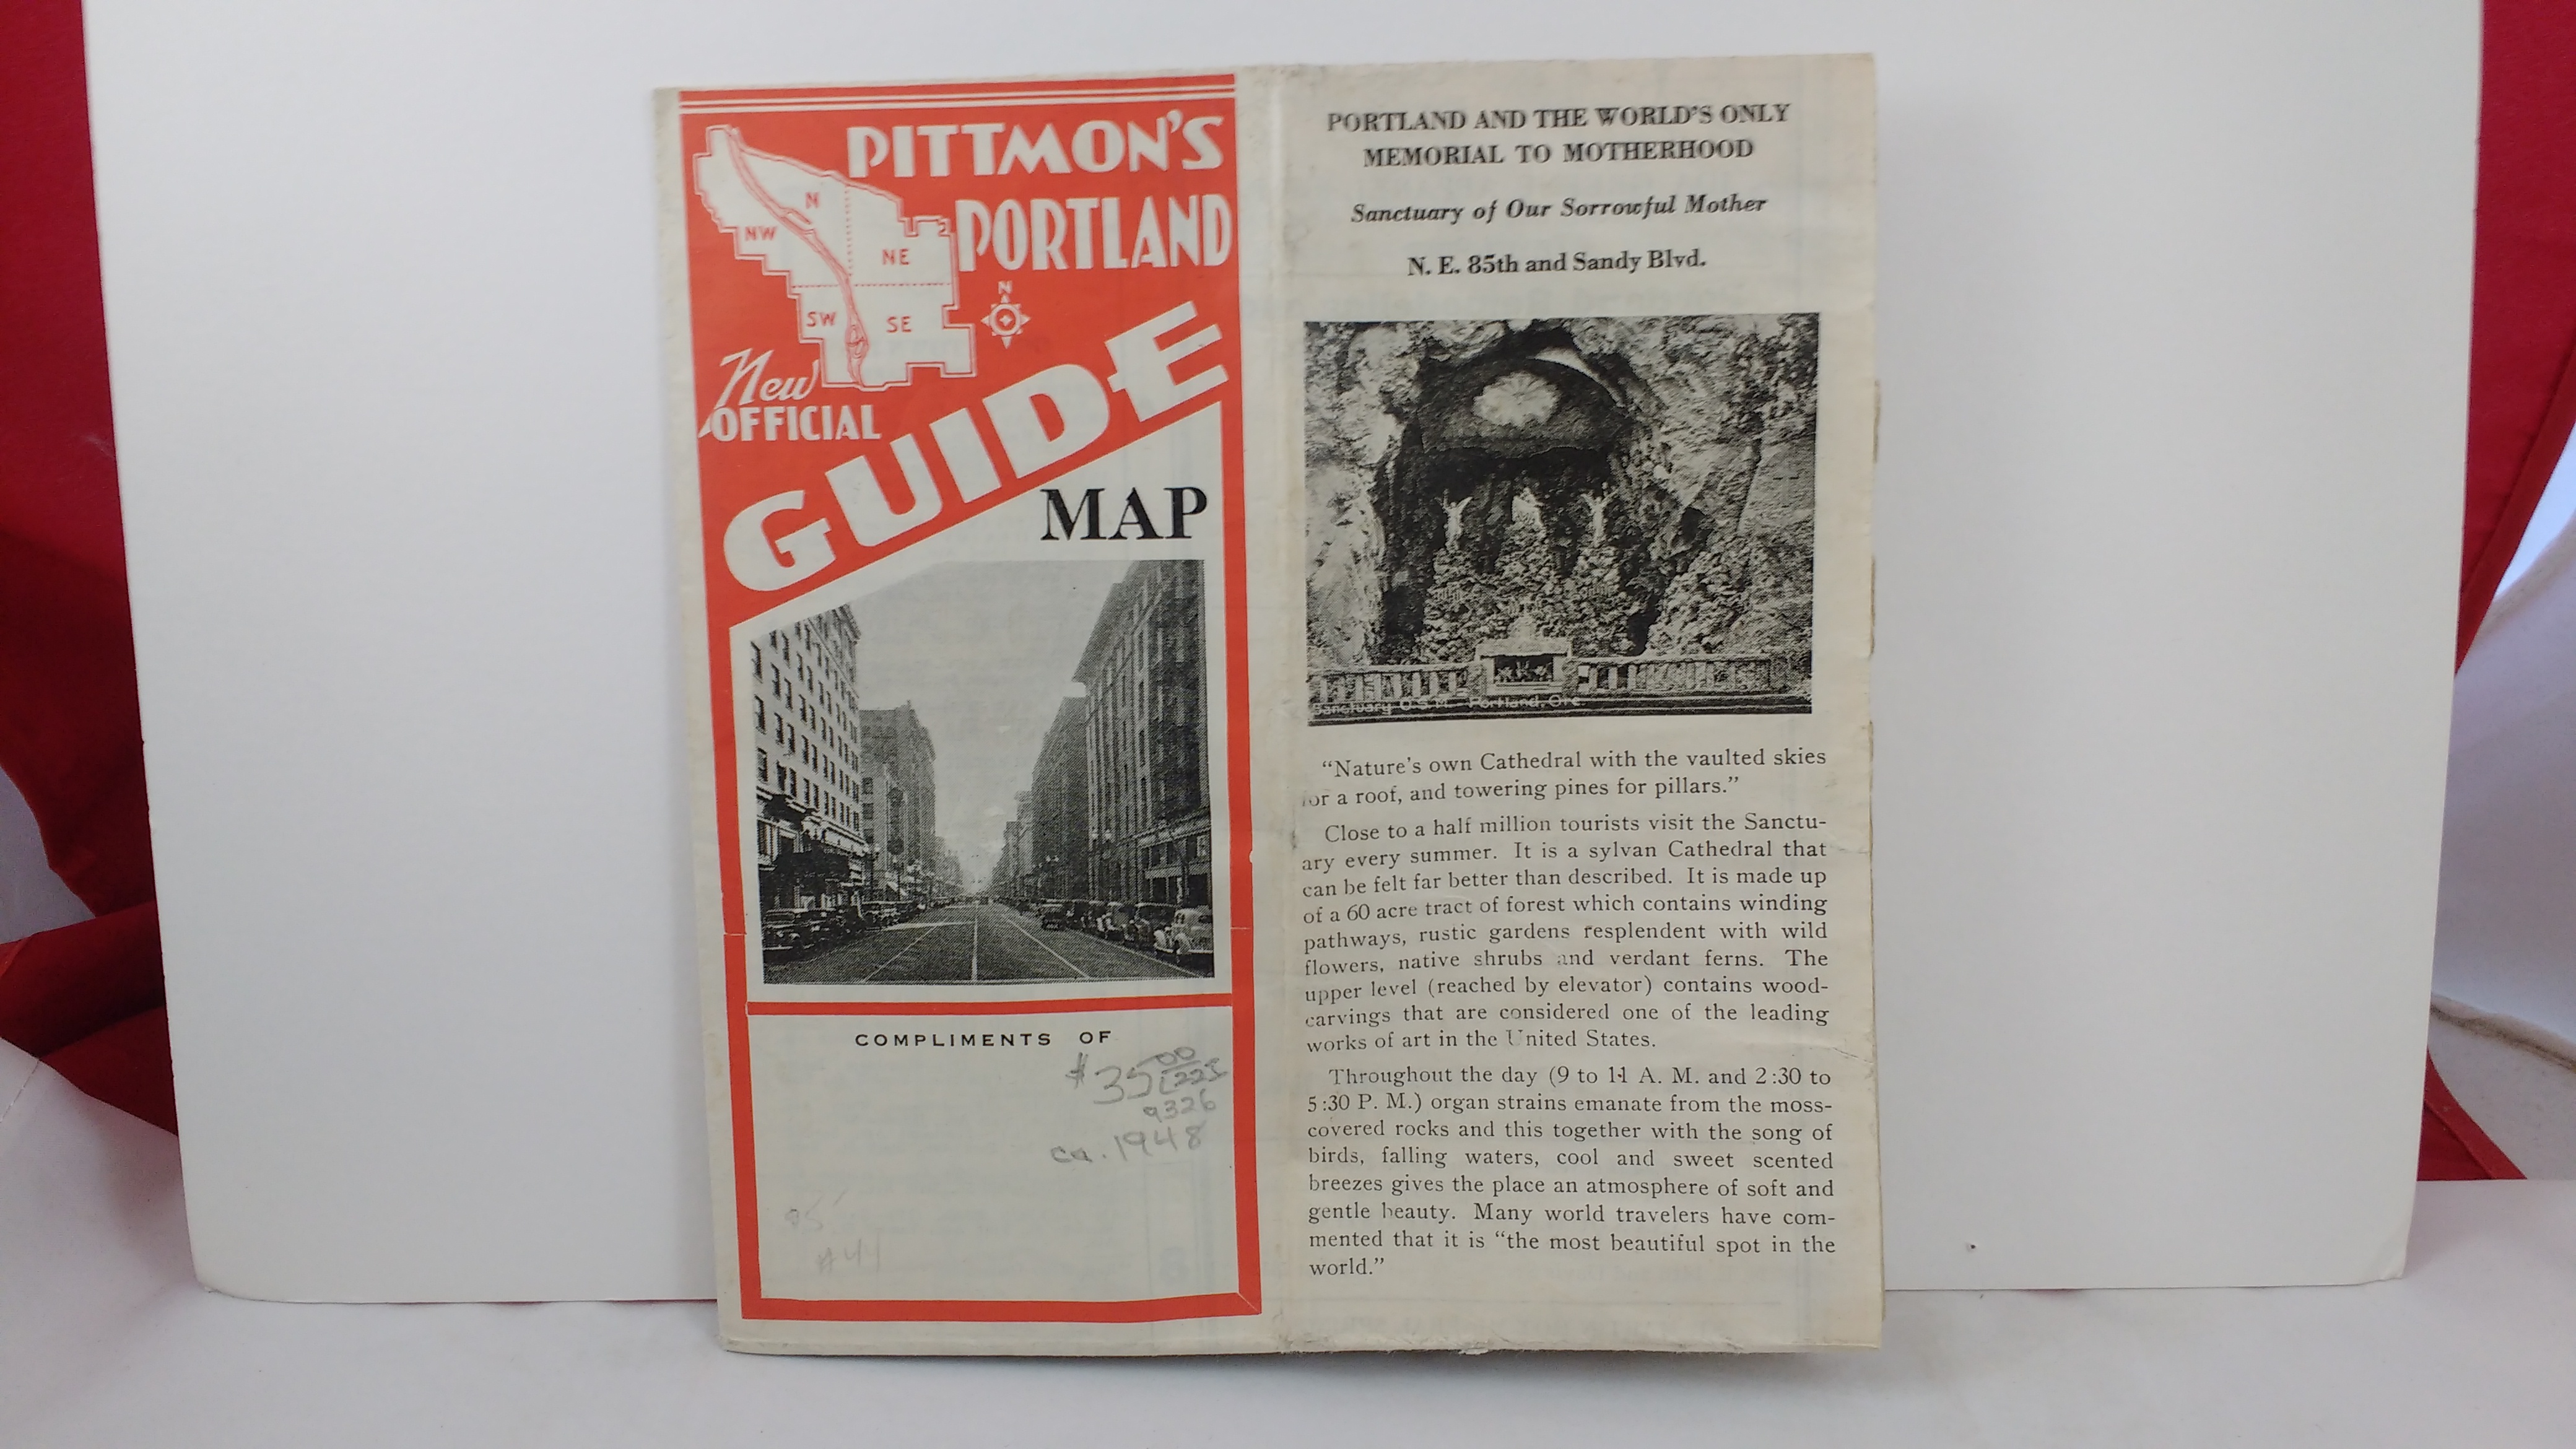 PITTMON'S
PORTLAND
N
NW
NE
SW
SE
N
New
OFFICIAL
GUIDE
MAP
COMPLIMENTS OF
$35 00
9326
ca. 1948
#41
PORTLAND AND THE WORLD'S ONLY
MEMORIAL TO MOTHERHOOD
Sanctuary of Our Sorrowful Mother
N. E. 85th and Sandy Blvd.
Sanctuary O.S.M. - Portland, Ore.
"Nature's own Cathedral with the vaulted skies
for a roof, and towering pines for pillars."
Close to a half million tourists visit the Sanctu-
ary every summer. It is a sylvan Cathedral that
can be felt far better than described. It is made up
of a 60 acre tract of forest which contains winding
pathways, rustic gardens resplendent with wild
flowers, native shrubs and verdant ferns. The
upper level (reached by elevator) contains wood-
carvings that are considered one of the leading
works of art in the United States.
Throughout the day (9 to 11 A. M. and 2:30 to
5:30 P. M.) organ strains emanate from the moss-
covered rocks and this together with the song of
birds, falling waters, cool and sweet scented
breezes gives the place an atmosphere of soft and
gentle beauty. Many world travelers have com-
mented that it is "the most beautiful spot in the
world."